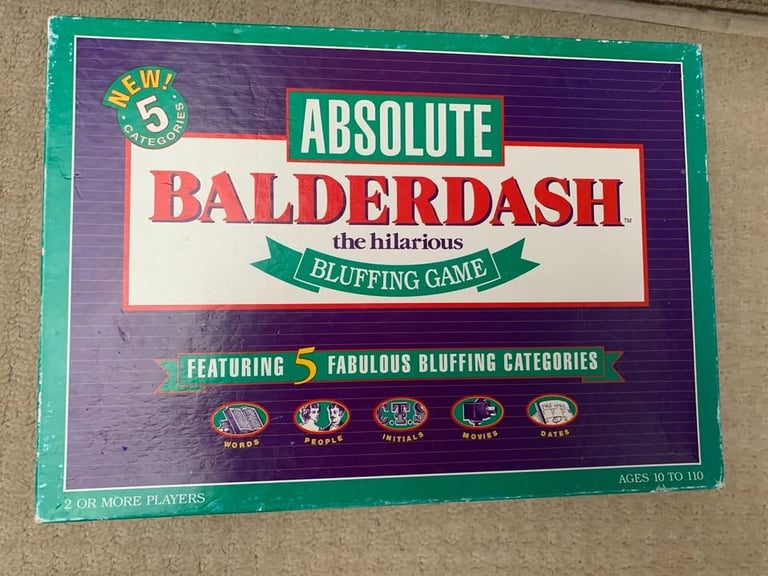 NEW!
5
CATEGORIES
ABSOLUTE
BALDERDASH™
the hilarious
BLUFFING GAME
FEATURING 5 FABULOUS BLUFFING CATEGORIES
WORDS
PEOPLE
INITIALS
MOVIES
DATES
2 OR MORE PLAYERS
AGES 10 TO 110